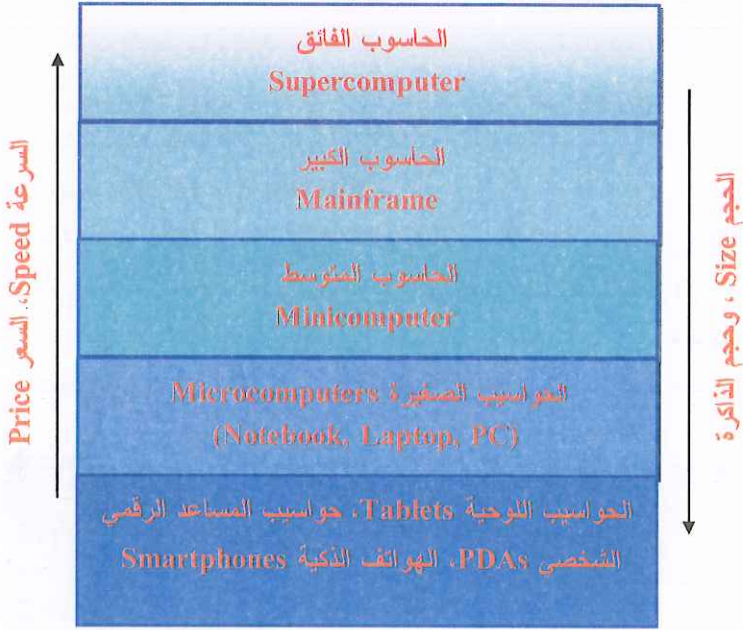 الحاسوب الفائق
Supercomputer
الحاسوب الكبير
Mainframe
الحاسوب المتوسط
Minicomputer
الحواسيب الصغيرة Microcomputers
(Notebook, Laptop, PC)
الحواسيب اللوحية Tablets، حواسيب المساعد الرقمي
الشخصي PDAs، الهواتف الذكية Smartphones
السرعة Speed، السعر Price
الحجم Size ، وحجم الذاكرة